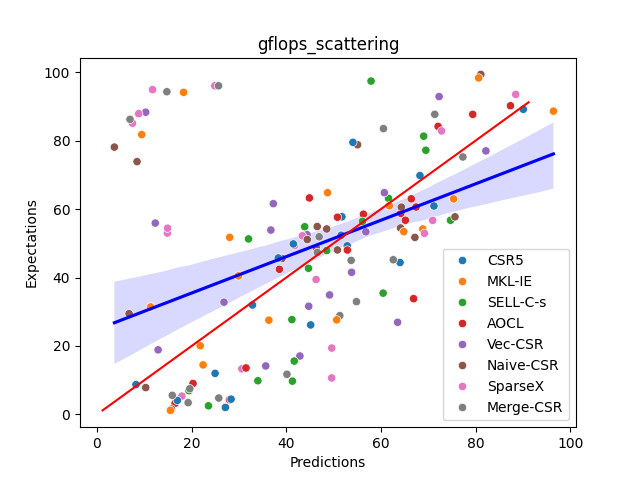 gflops_scattering
100
80
60
40
20
0
Expectations
0 20 40 60 80 100
Predictions
CSR5
MKL-IE
SELL-C-s
AOCL
Vec-CSR
Naive-CSR
SparseX
Merge-CSR